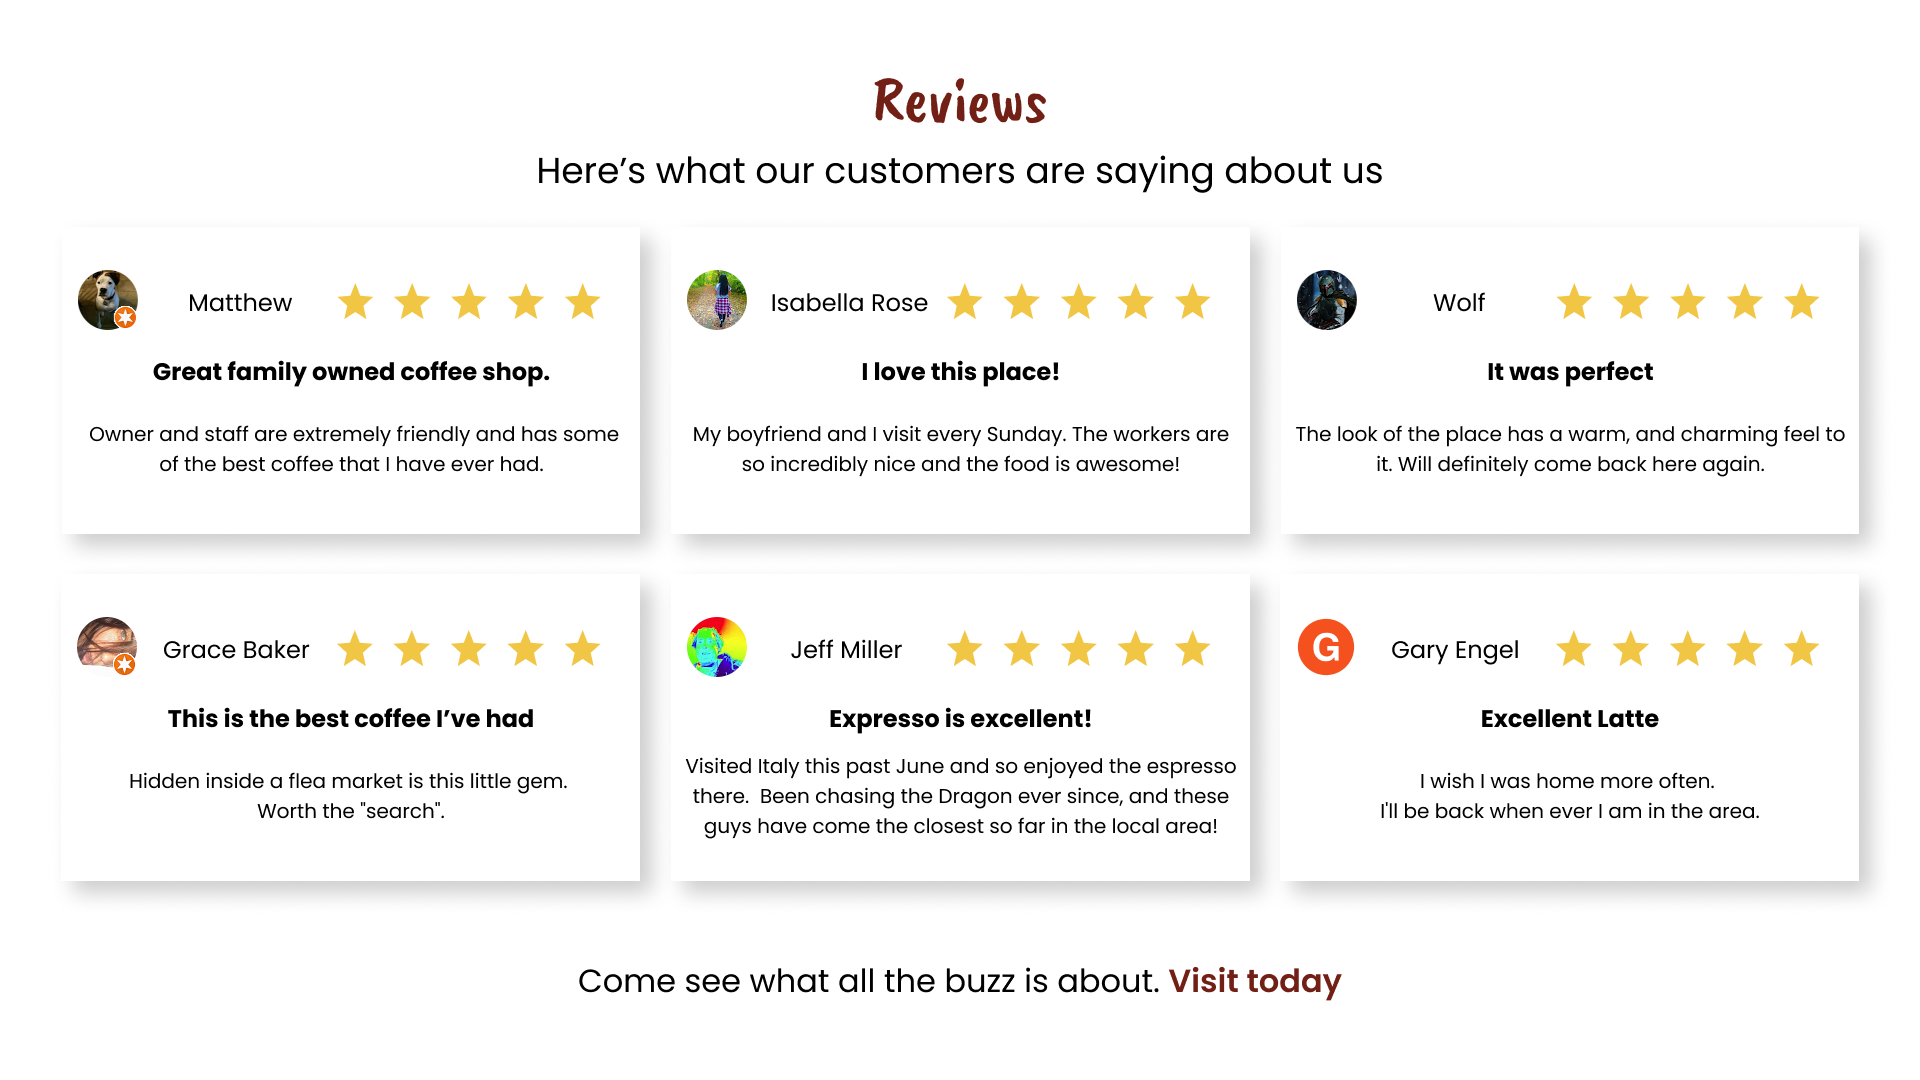 Reviews
Here’s what our customers are saying about us
Matthew
Great family owned coffee shop.
Owner and staff are extremely friendly and has some
of the best coffee that I have ever had.
Isabella Rose
I love this place!
My boyfriend and I visit every Sunday. The workers are
so incredibly nice and the food is awesome!
Wolf
It was perfect
The look of the place has a warm, and charming feel to
it. Will definitely come back here again.
Grace Baker
This is the best coffee I’ve had
Hidden inside a flea market is this little gem.
Worth the "search".
Jeff Miller
Expresso is excellent!
Visited Italy this past June and so enjoyed the espresso
there.  Been chasing the Dragon ever since, and these
guys have come the closest so far in the local area!
G
Gary Engel
Excellent Latte
I wish I was home more often.
I'll be back when ever I am in the area.
Come see what all the buzz is about. Visit today